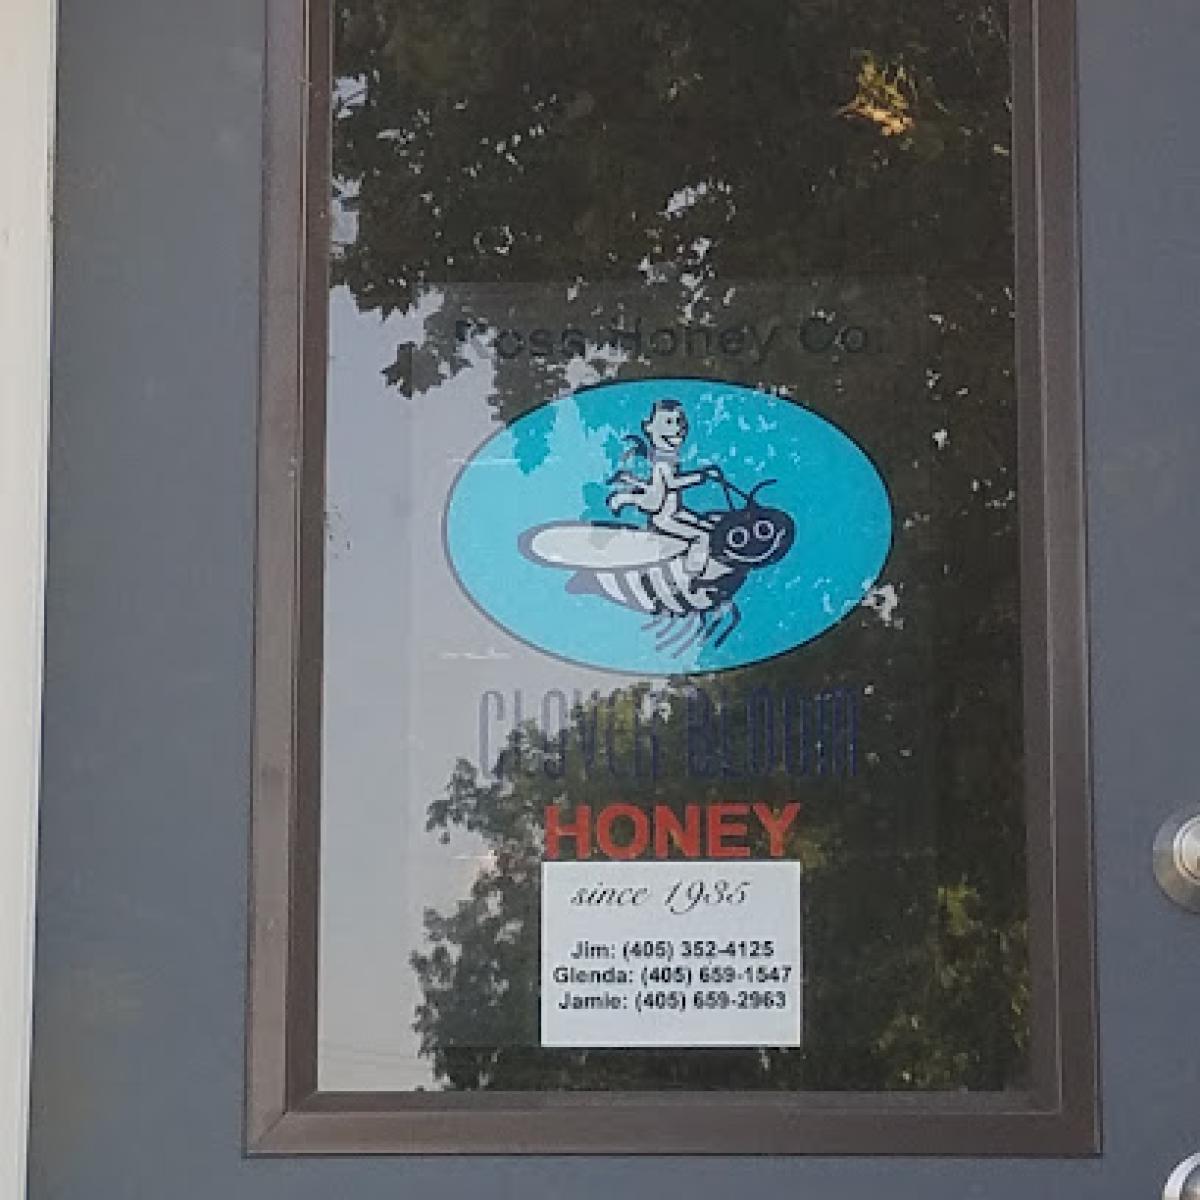 Ross Honey Co.
CLOVER BLOOM
HONEY
since 1935
Jim: (405) 352-4125
Glenda: (405) 659-1547
Jamie: (405) 659-2963